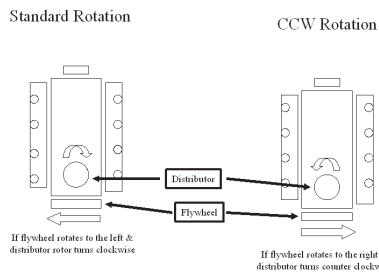 Standard Rotation
CCW Rotation
Distributor
Flywheel
If flywheel rotates to the left &
distributor rotor turns clockwise
If flywheel rotates to the right
distributor turns counter